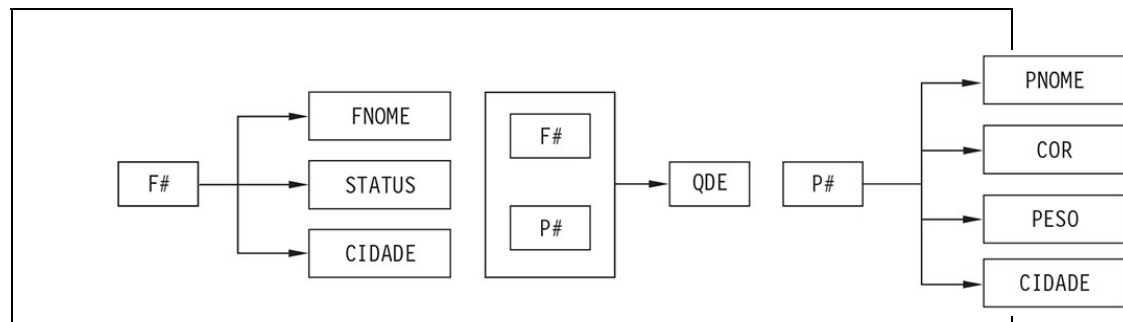 F#
FNOME
STATUS
CIDADE
F#
P#
QDE
P#
PNOME
COR
PESO
CIDADE